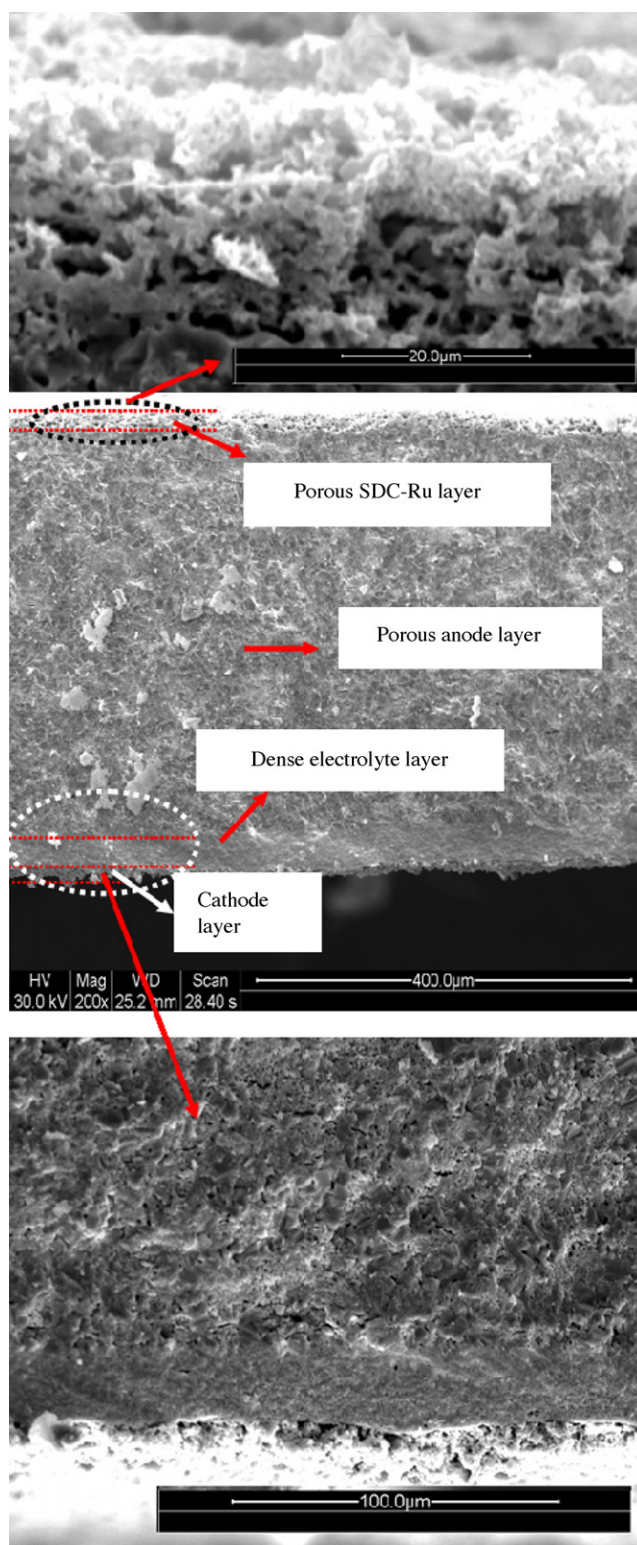 20.0µm
Porous SDC-Ru layer
Porous anode layer
Dense electrolyte layer
Cathode
layer
HV Mag WD Scan
30.0 kV 200x 25.2 mm 28.40 s
400.0µm
100.0µm